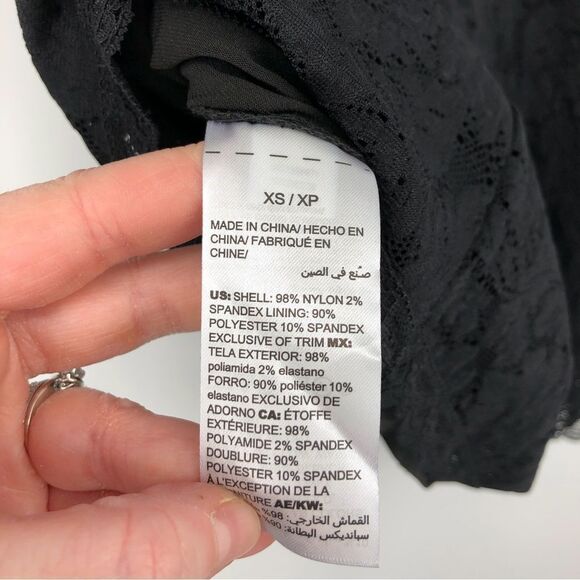 XS / XP
MADE IN CHINA/ HECHO EN
CHINA/ FABRIQUÉ EN
CHINE/
صنع في الصين
US: SHELL: 98% NYLON 2%
SPANDEX LINING: 90%
POLYESTER 10% SPANDEX
EXCLUSIVE OF TRIM MX:
TELA EXTERIOR: 98%
poliamida 2% elastano
FORRO: 90% poliéster 10%
elastano EXCLUSIVO DE
ADORNO CA: ÉTOFFE
EXTÉRIEURE: 98%
POLYAMIDE 2% SPANDEX
DOUBLURE: 90%
POLYESTER 10% SPANDEX
À L'EXCEPTION DE LA
AE/KW:
القماش الخارجي: 98%
سبانديكس البطانة: 90%